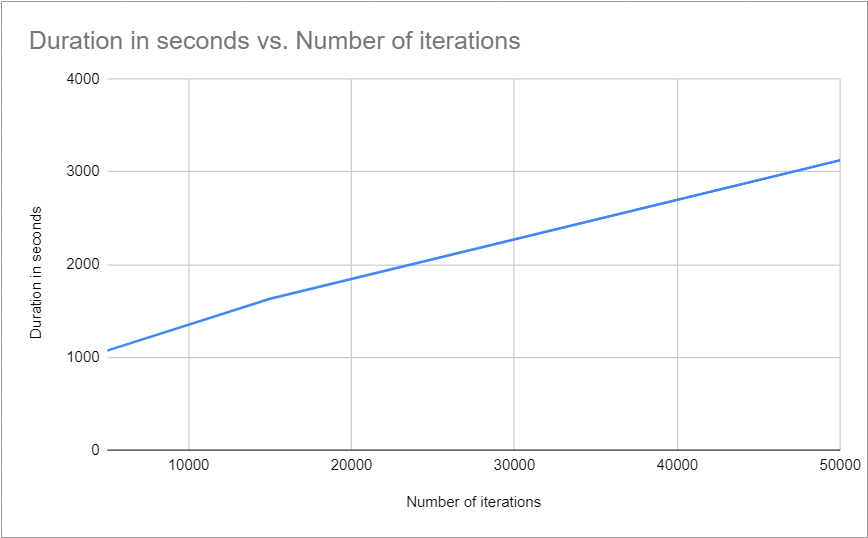 Duration in seconds vs. Number of iterations
4000
3000
2000
1000
0
Duration in seconds
10000 20000 30000 40000 50000
Number of iterations